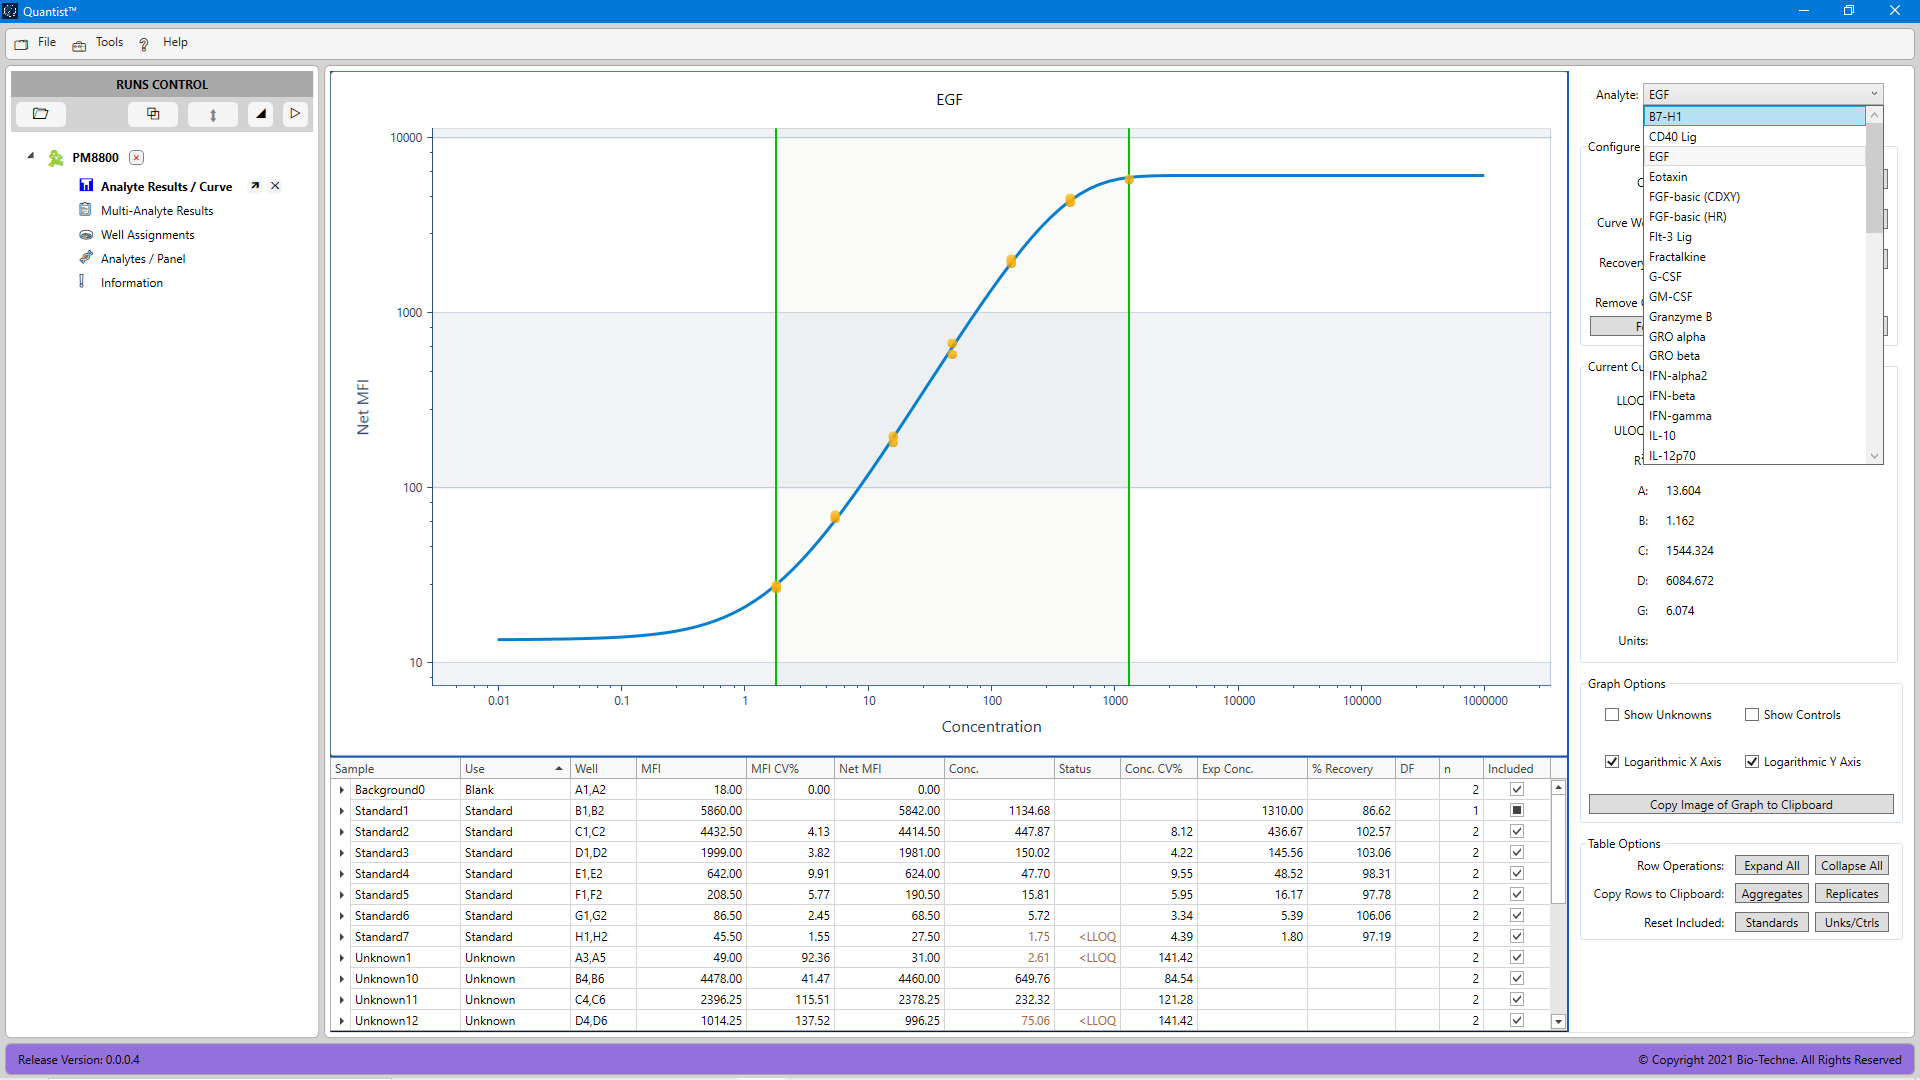 Quantist™
File Tools ? Help
RUNS CONTROL
PM8800
Analyte Results / Curve
Multi-Analyte Results
Well Assignments
Analytes / Panel
Information
EGF
Net MFI
10000
1000
100
10
0.01 0.1 1 10 100 1000 10000 100000 1000000
Concentration
Analyte: EGF
B7-H1
CD40 Lig
EGF
Eotaxin
FGF-basic (CDXY)
FGF-basic (HR)
Flt-3 Lig
Fractalkine
G-CSF
GM-CSF
Granzyme B
GRO alpha
GRO beta
IFN-alpha2
IFN-beta
IFN-gamma
IL-10
IL-12p70
Configure
Recovery
Remove
LLOQ
ULOQ
A: 13.604
B: 1.162
C: 1544.324
D: 6084.672
G: 6.074
Units:
Graph Options
Show Unknowns Show Controls
Logarithmic X Axis Logarithmic Y Axis
Copy Image of Graph to Clipboard
Table Options
Row Operations: Expand All Collapse All
Copy Rows to Clipboard: Aggregates Replicates
Reset Included: Standards Unks/Ctrls
Sample Use Well MFI MFI CV% Net MFI Conc. Status Conc. CV% Exp Conc. % Recovery DF n Included
Background0 Blank A1,A2 18.00 0.00 0.00 2
Standard1 Standard B1,B2 5860.00 5842.00 1134.68 1310.00 86.62 1
Standard2 Standard C1,C2 4432.50 4.13 4414.50 447.87 8.12 436.67 102.57 2
Standard3 Standard D1,D2 1999.00 3.82 1981.00 150.02 4.22 145.56 103.06 2
Standard4 Standard E1,E2 642.00 9.91 624.00 47.70 9.55 48.52 98.31 2
Standard5 Standard F1,F2 208.50 5.77 190.50 15.81 5.95 16.17 97.78 2
Standard6 Standard G1,G2 86.50 2.45 68.50 5.72 3.34 5.39 106.06 2
Standard7 Standard H1,H2 45.50 1.55 27.50 1.75 <LLOQ 4.39 1.80 97.19 2
Unknown1 Unknown A3,A5 49.00 92.36 31.00 2.61 <LLOQ 141.42 2
Unknown10 Unknown B4,B6 4478.00 41.47 4460.00 649.76 84.54 2
Unknown11 Unknown C4,C6 2396.25 115.51 2378.25 232.32 121.28 2
Unknown12 Unknown D4,D6 1014.25 137.52 996.25 75.06 <LLOQ 141.42 2
Release Version: 0.0.0.4
© Copyright 2021 Bio-Techne. All Rights Reserved